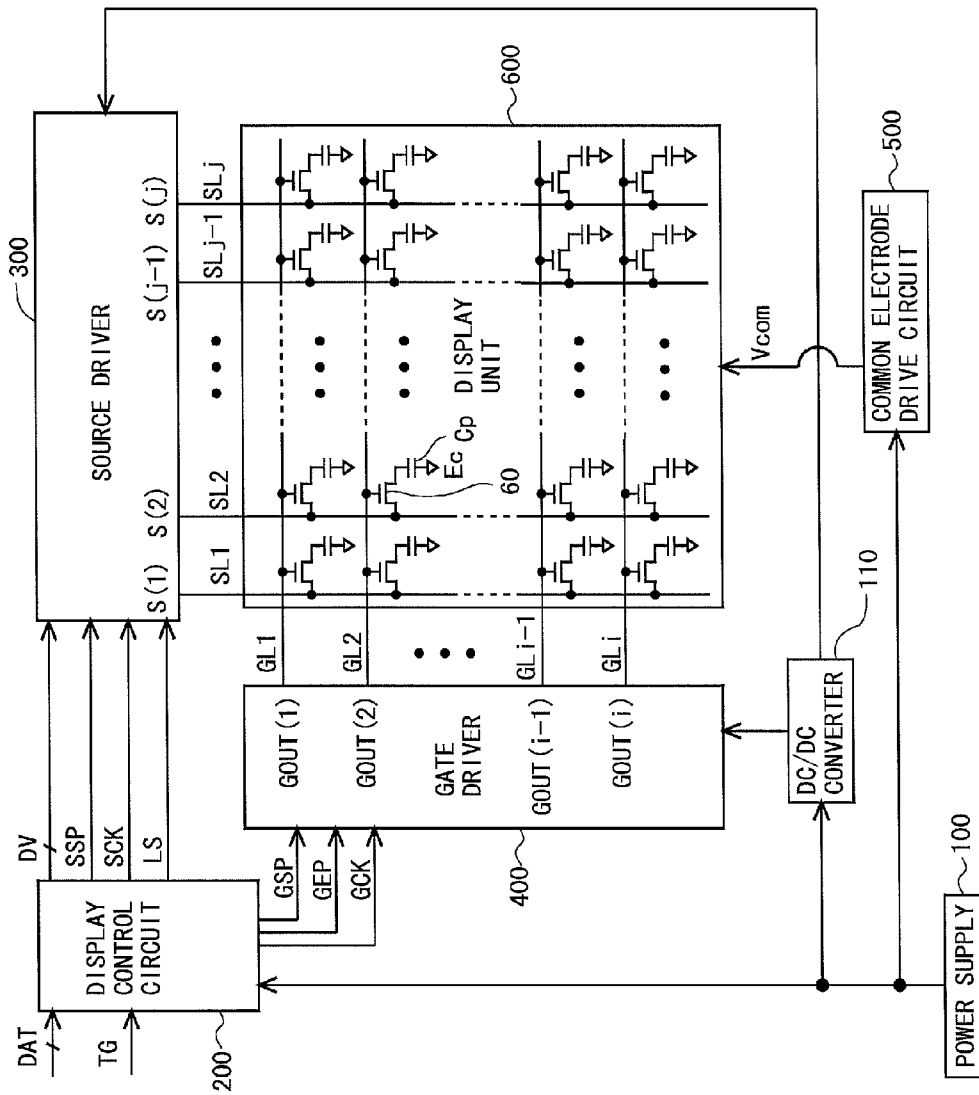 DAT
TG
200
DISPLAY
CONTROL
CIRCUIT
DV
SSP
SCK
LS
GSP
GEP
GCK
300
SOURCE DRIVER
S(1)
S(2)
S(j-1)
S(j)
SL1
SL2
SLj-1
SLj
400
GATE
DRIVER
GOUT(1)
GOUT(2)
GOUT(i-1)
GOUT(i)
GL1
GL2
GLi-1
GLi
600
DISPLAY
UNIT
Ec
Cp
60
Vcom
100
POWER SUPPLY
110
DC/DC
CONVERTER
500
COMMON ELECTRODE
DRIVE CIRCUIT